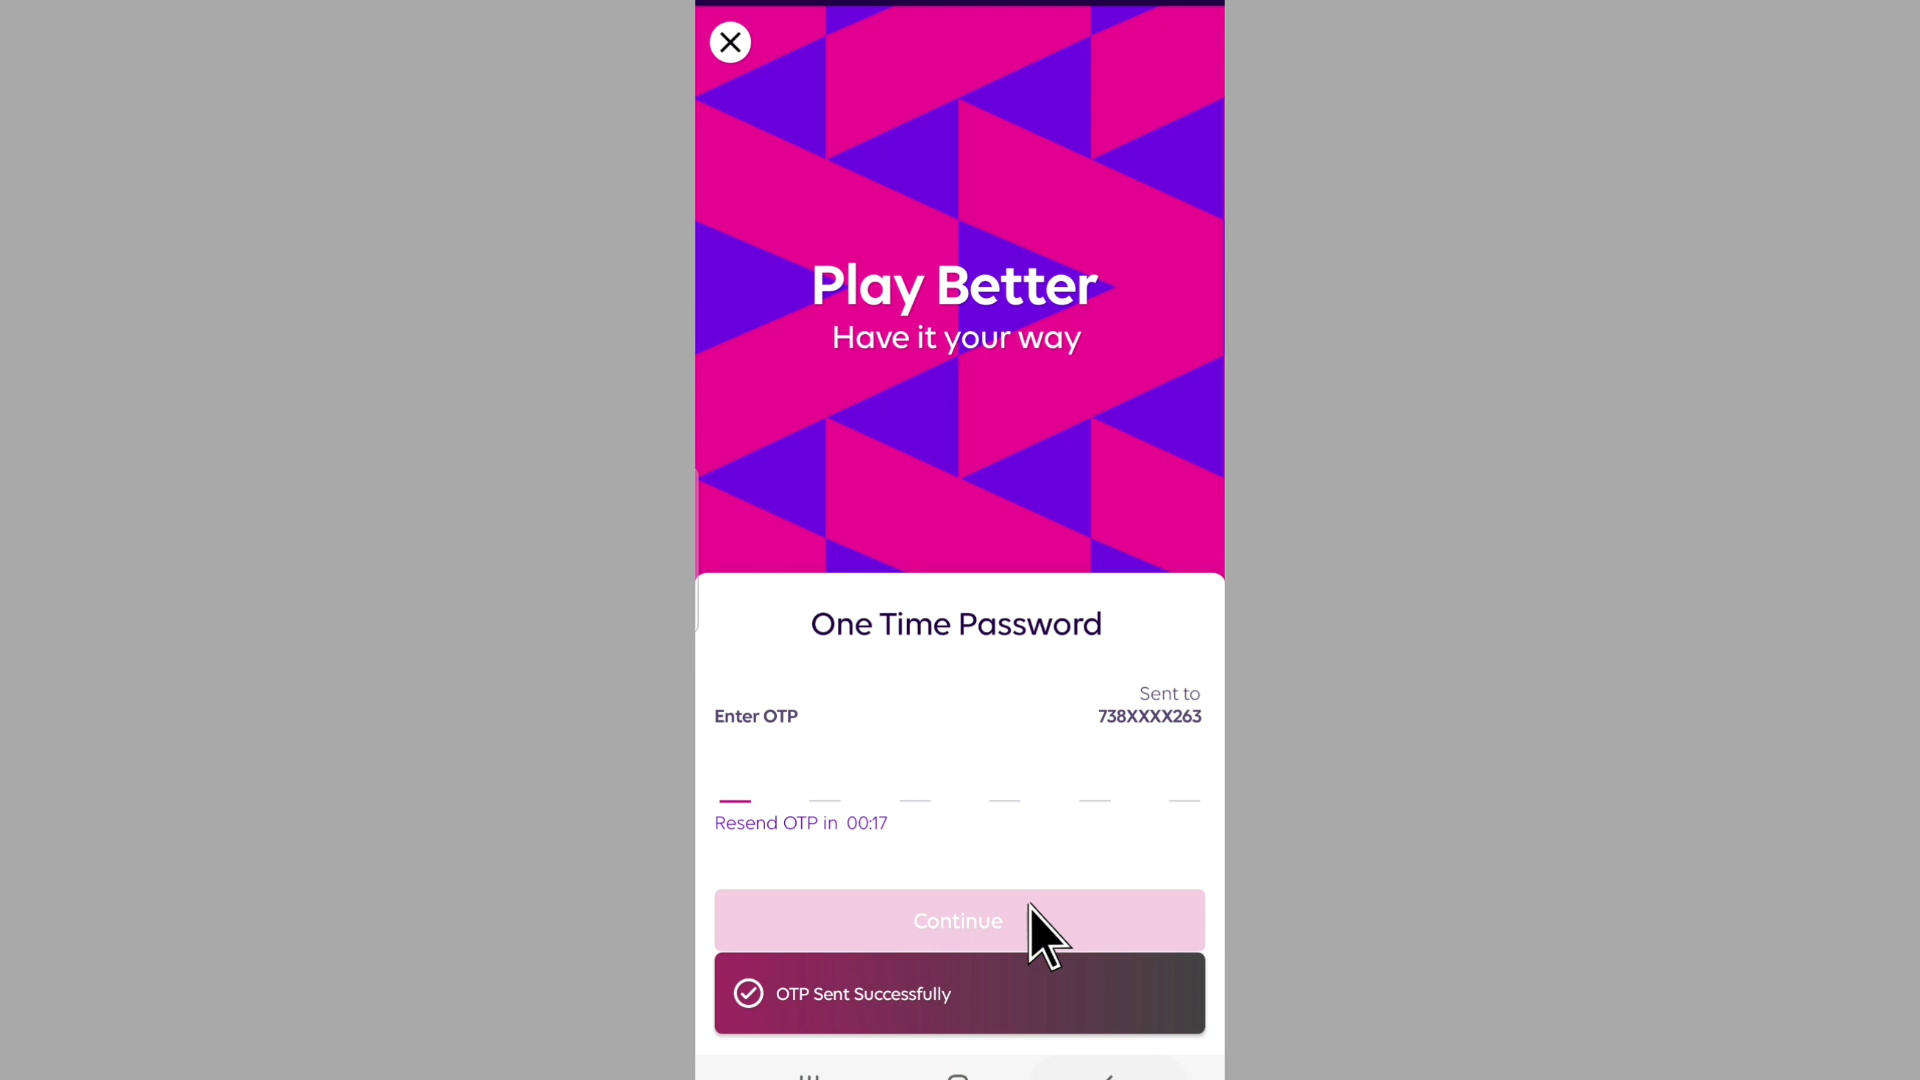 Play Better
Have it your way
One Time Password
Sent to
Enter OTP 738XXXX263
Resend OTP in 00:17
Continue
OTP Sent Successfully